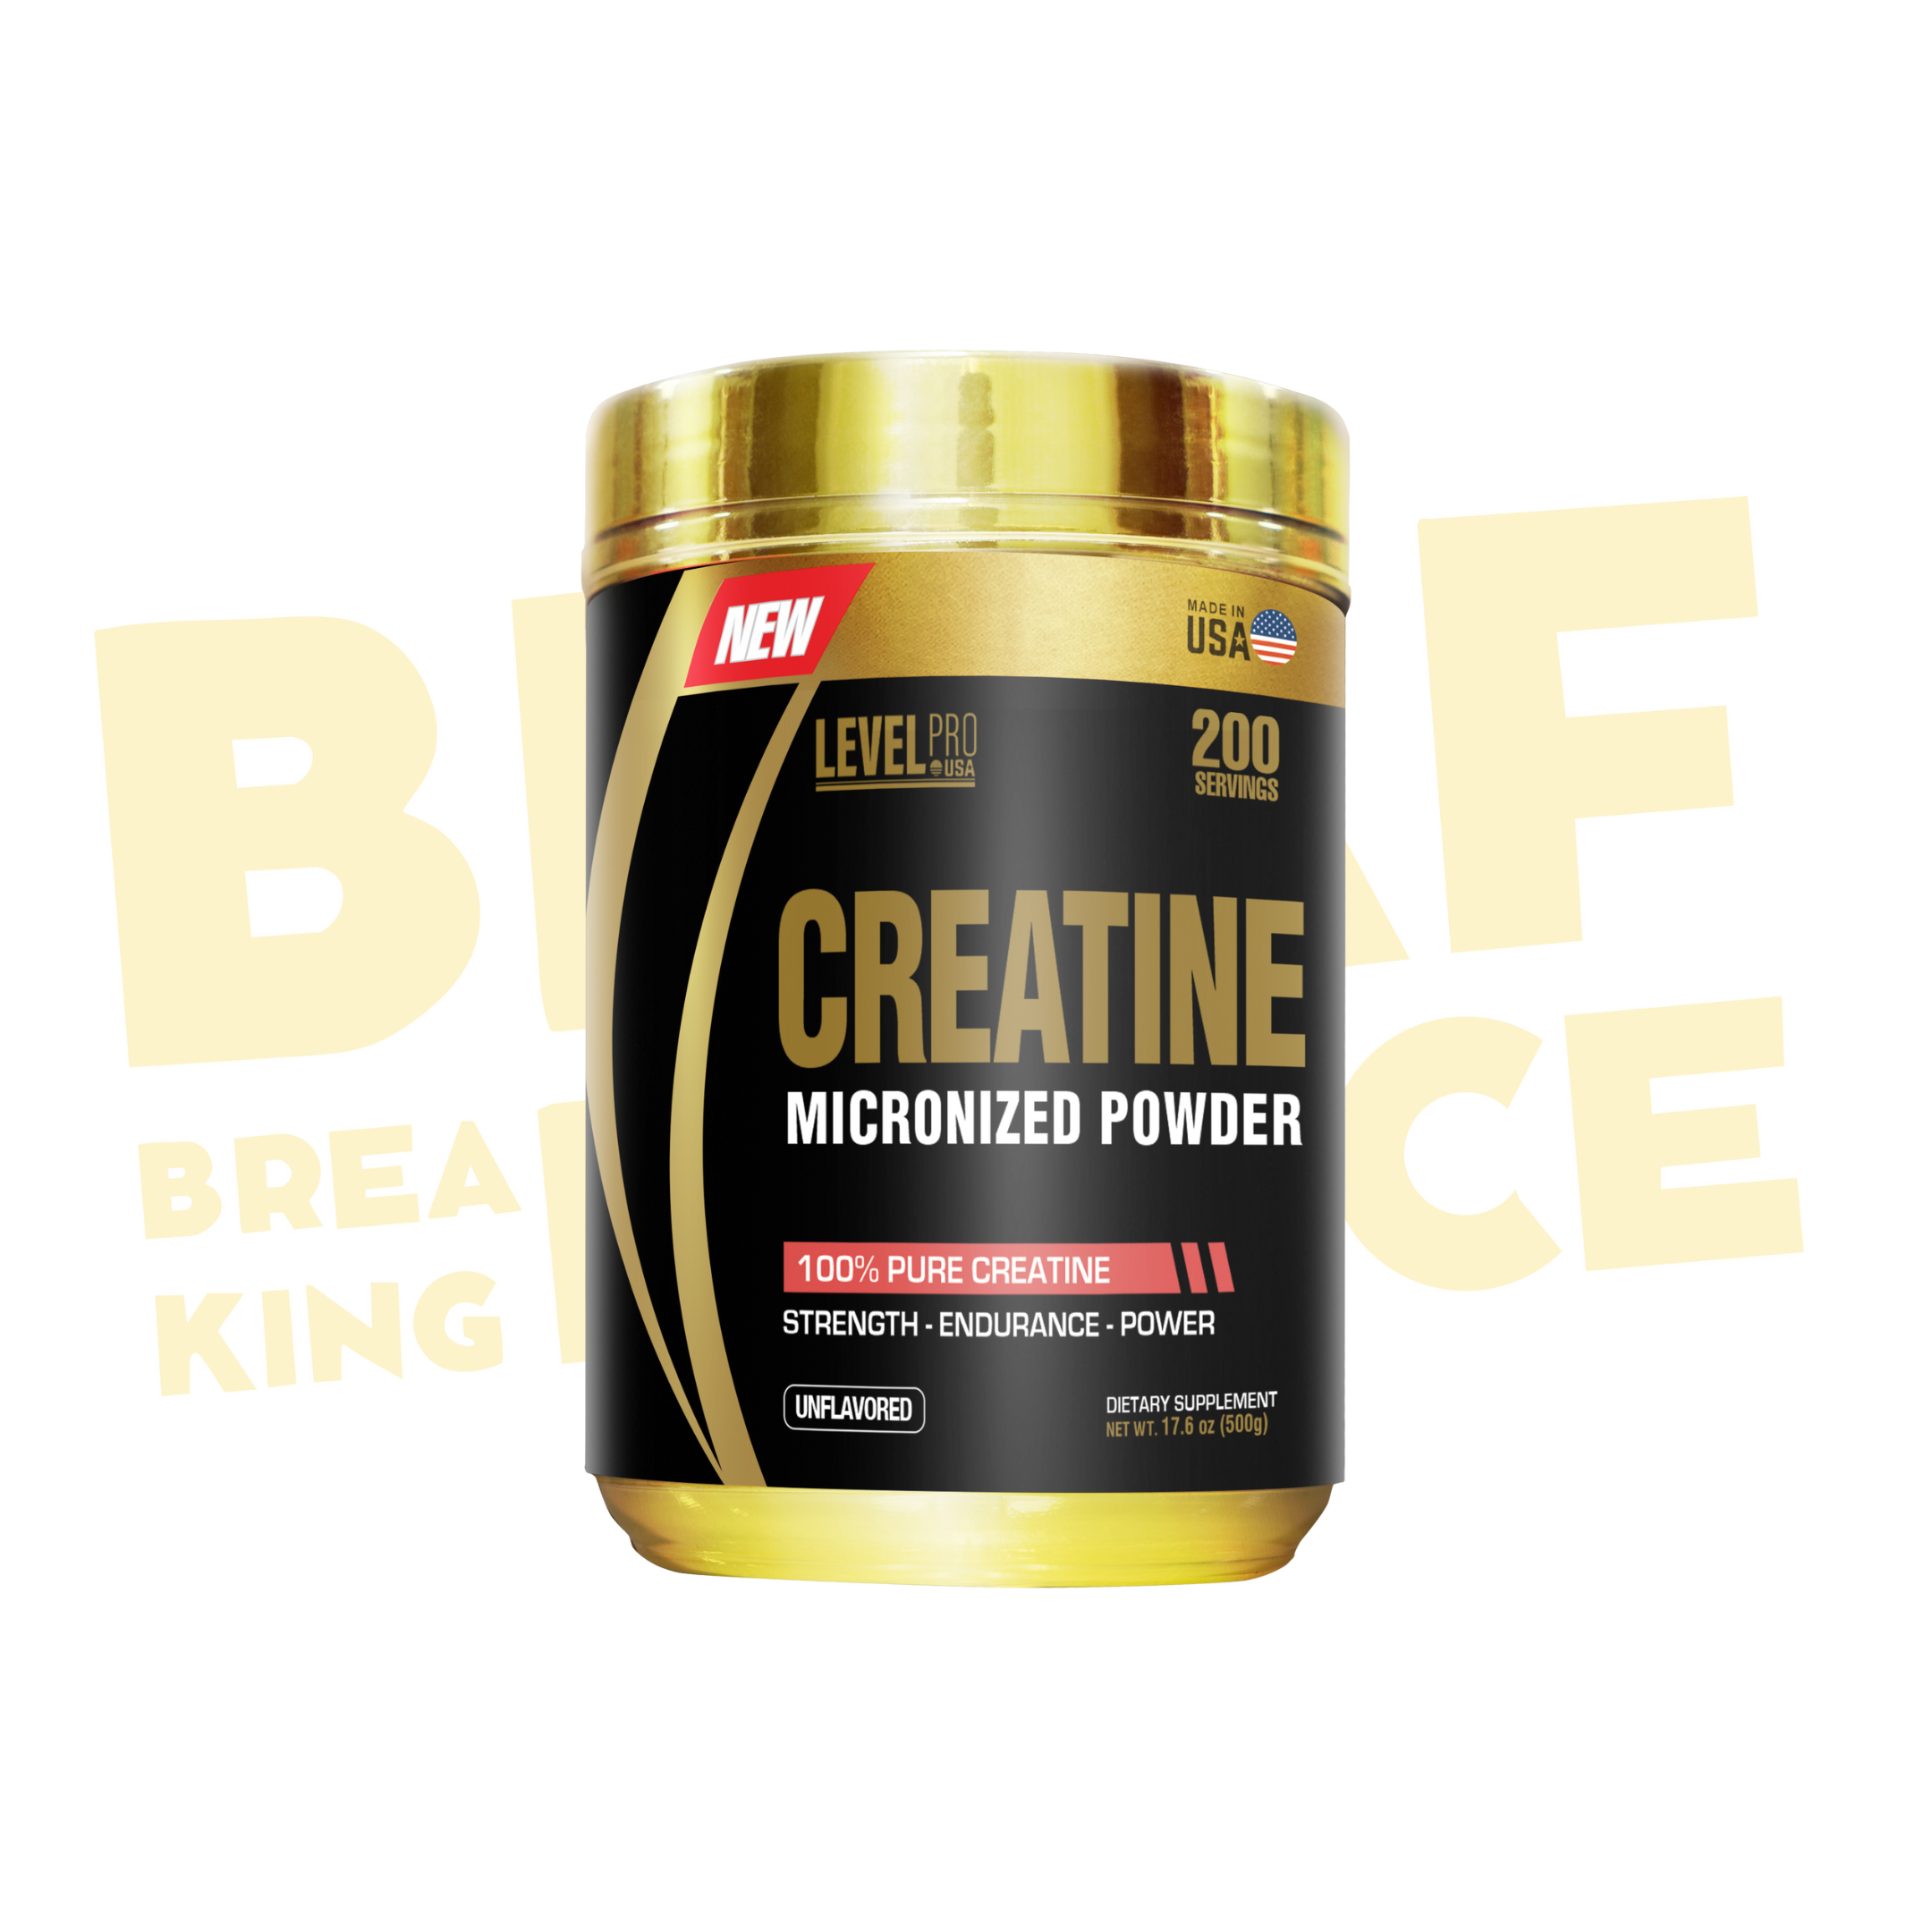 NEW
MADE IN
USA
LEVEL PRO
USA
200
SERVINGS
CREATINE
MICRONIZED POWDER
100% PURE CREATINE
STRENGTH - ENDURANCE - POWER
UNFLAVORED
DIETARY SUPPLEMENT
NET WT. 17.6 oz (500g)
BREA
KING